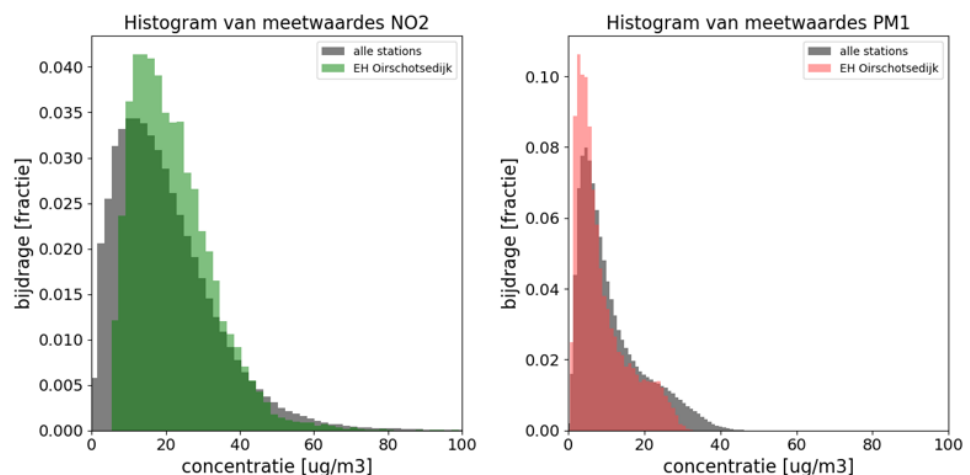 Histogram van meetwaardes NO2
alle stations
EH Oirschotsedijk
0.040
0.035
0.030
0.025
0.020
0.015
0.010
0.005
0.000
bijdrage [fractie]
0 20 40 60 80 100
concentratie [ug/m3]
Histogram van meetwaardes PM1
alle stations
EH Oirschotsedijk
0.10
0.08
0.06
0.04
0.02
0.00
bijdrage [fractie]
0 20 40 60 80 100
concentratie [ug/m3]